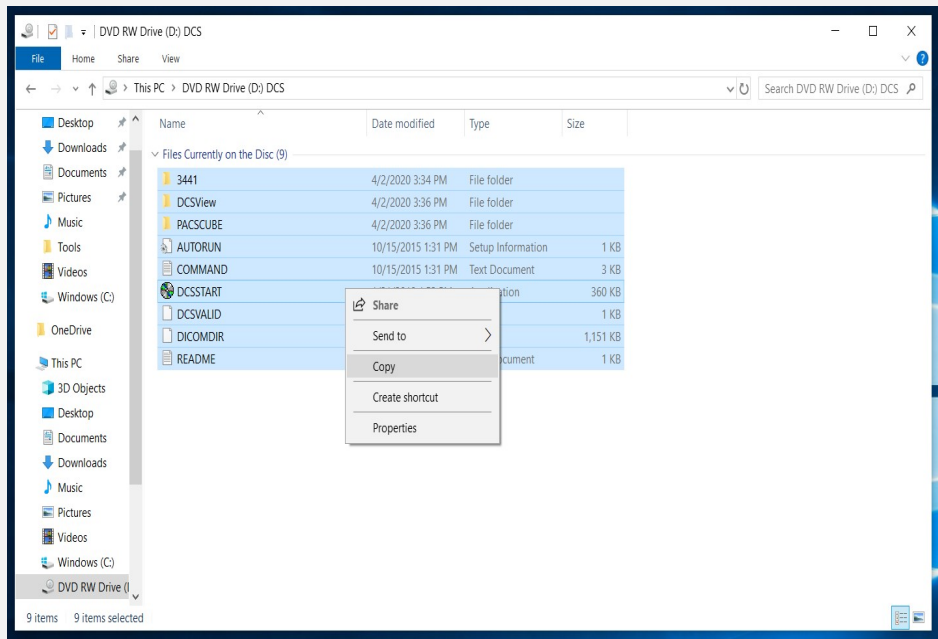 DVD RW Drive (D:) DCS
File Home Share View
This PC > DVD RW Drive (D:) DCS Search DVD RW Drive (D:) DCS
Desktop
Downloads
Documents
Pictures
Music
Tools
Videos
Windows (C:)
OneDrive
This PC
3D Objects
Desktop
Documents
Downloads
Music
Pictures
Videos
Windows (C:)
DVD RW Drive (
Name Date modified Type Size
Files Currently on the Disc (9)
3441 4/2/2020 3:34 PM File folder
DCSView 4/2/2020 3:36 PM File folder
PACSCUBE 4/2/2020 3:36 PM File folder
AUTORUN 10/15/2015 1:31 PM Setup Information 1 KB
COMMAND 10/15/2015 1:31 PM Text Document 3 KB
DCSSTART 360 KB
DCSVALID 1 KB
DICOMDIR 1,151 KB
README 1 KB
Share
Send to
Copy
Create shortcut
Properties
9 items 9 items selected